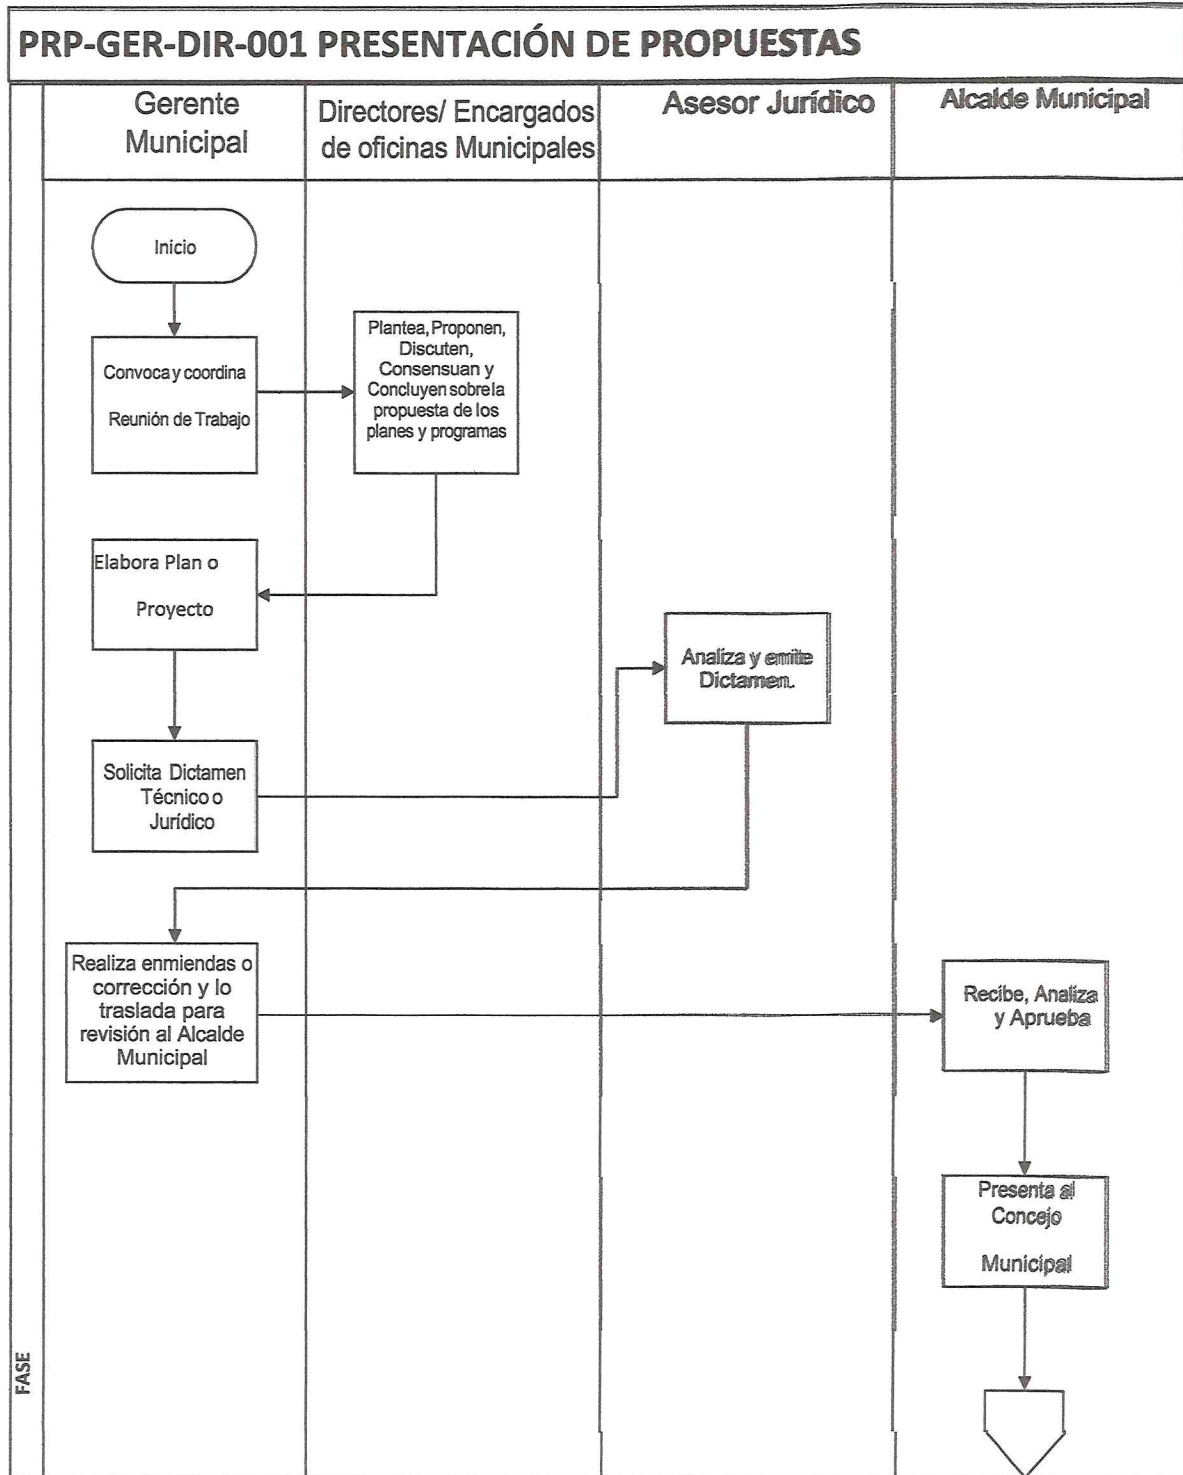 PRP-GER-DIR-001 PRESENTACIÓN DE PROPUESTAS
Gerente
Municipal
Directores/ Encargados
de oficinas Municipales
Asesor Jurídico
Alcalde Municipal
Inicio
Convoca y coordina
Reunión de Trabajo
Plantea, Proponen,
Discuten,
Consensuan y
Concluyen sobre la
propuesta de los
planes y programas
Elabora Plan o
Proyecto
Solicita Dictamen
Técnico o
Jurídico
Analiza y emite
Dictamen.
Realiza enmiendas o
corrección y lo
traslada para
revisión al Alcalde
Municipal
Recibe, Analiza
y Aprueba
Presenta al
Concejo
Municipal
FASE